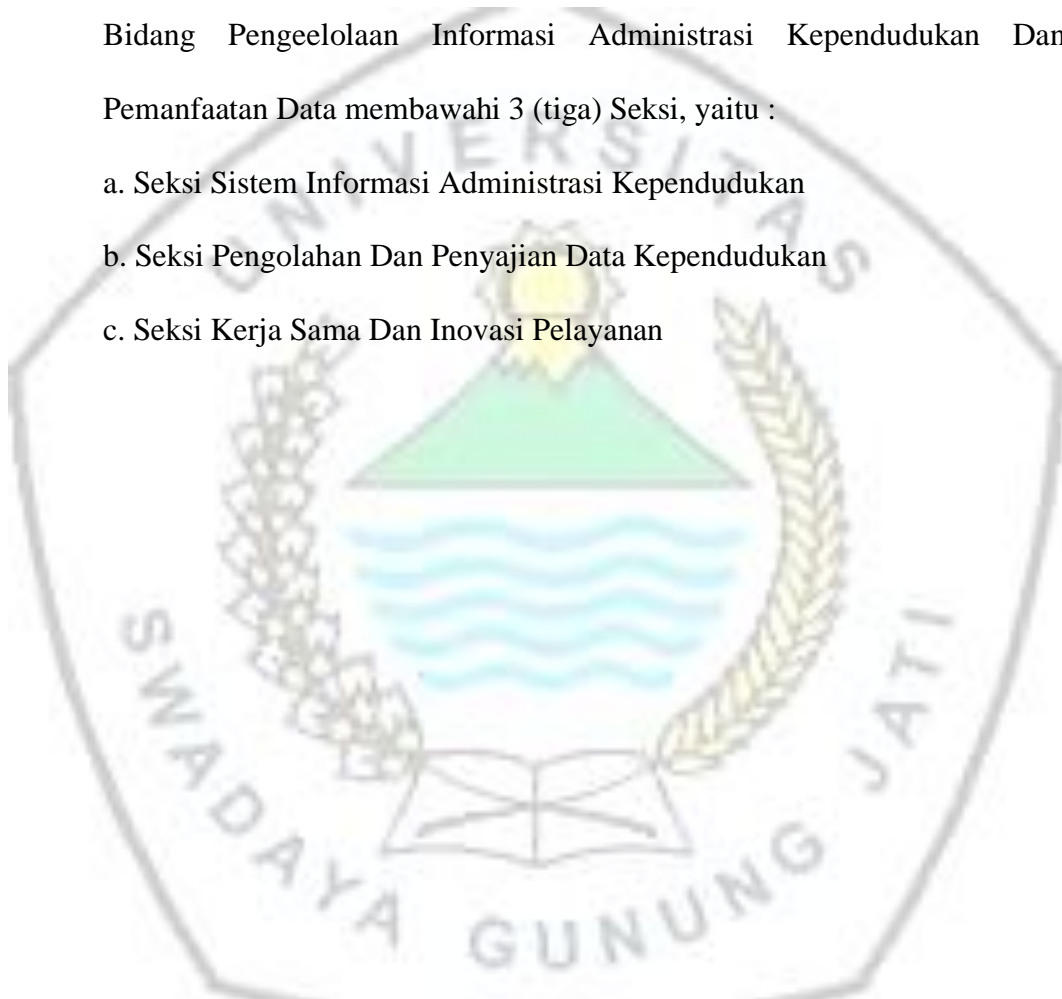 Bidang Pengeelolaan Informasi Administrasi Kependudukan Dan
Pemanfaatan Data membawahi 3 (tiga) Seksi, yaitu :
a. Seksi Sistem Informasi Administrasi Kependudukan
b. Seksi Pengolahan Dan Penyajian Data Kependudukan
c. Seksi Kerja Sama Dan Inovasi Pelayanan
UNIVERSITAS
SWADAYA GUNUNG JATI